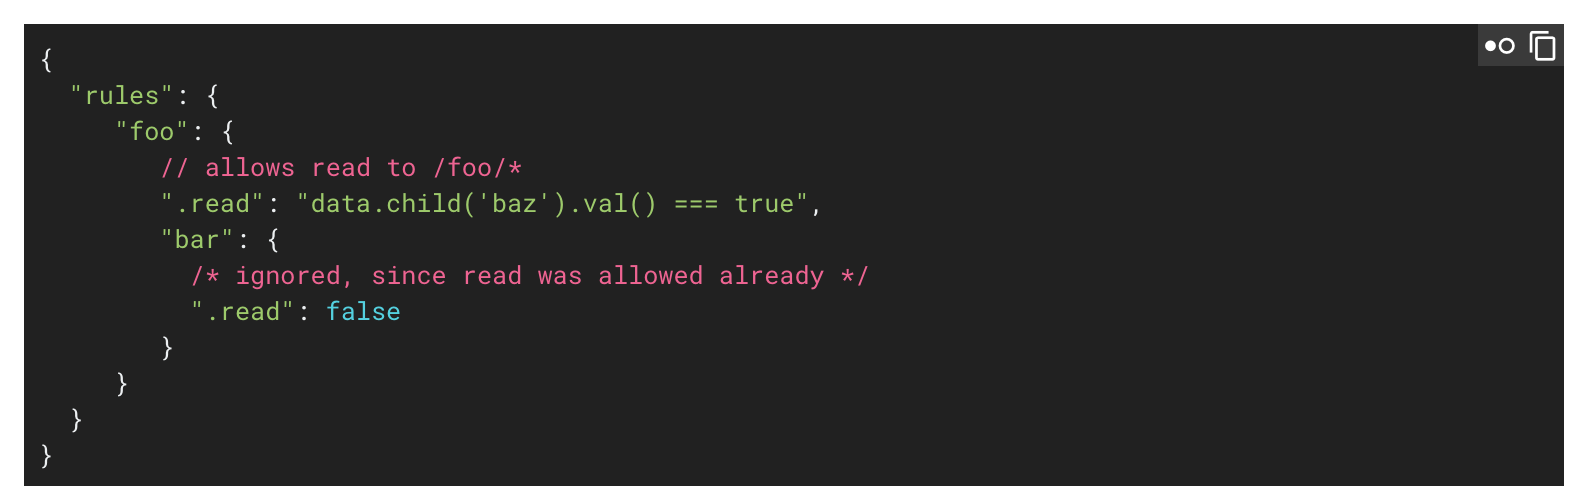 {
  "rules": {
     "foo": {
        // allows read to /foo/*
        ".read": "data.child('baz').val() === true",
        "bar": {
          /* ignored, since read was allowed already */
          ".read": false
        }
     }
  }
}